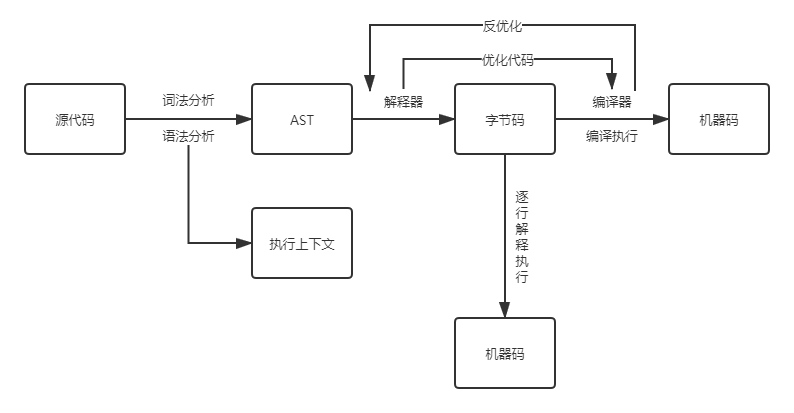 反优化
优化代码
词法分析
解释器
编译器
源代码
AST
字节码
机器码
语法分析
编译执行
逐行解释执行
执行上下文
机器码